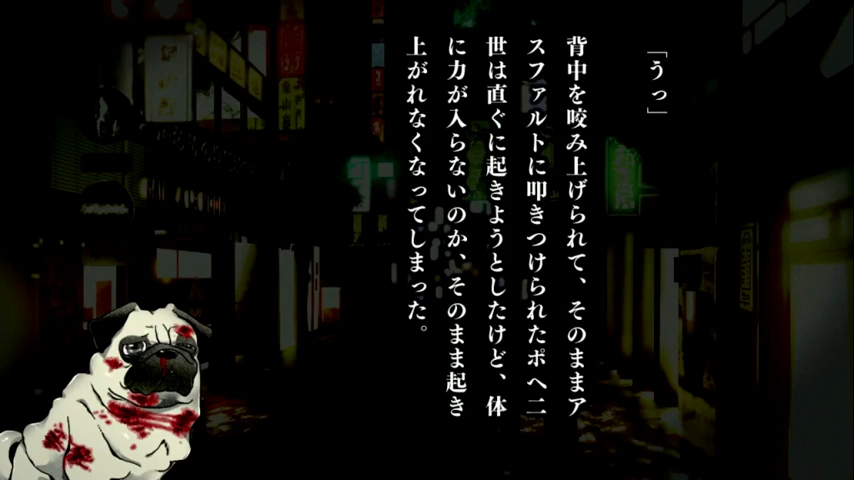 「うっ」
背中を咬み上げられて、そのままア
スファルトに叩きつけられたポヘ二
世は直ぐに起きようとしたけど、体
に力が入らないのか、そのまま起き
上がれなくなってしまった。